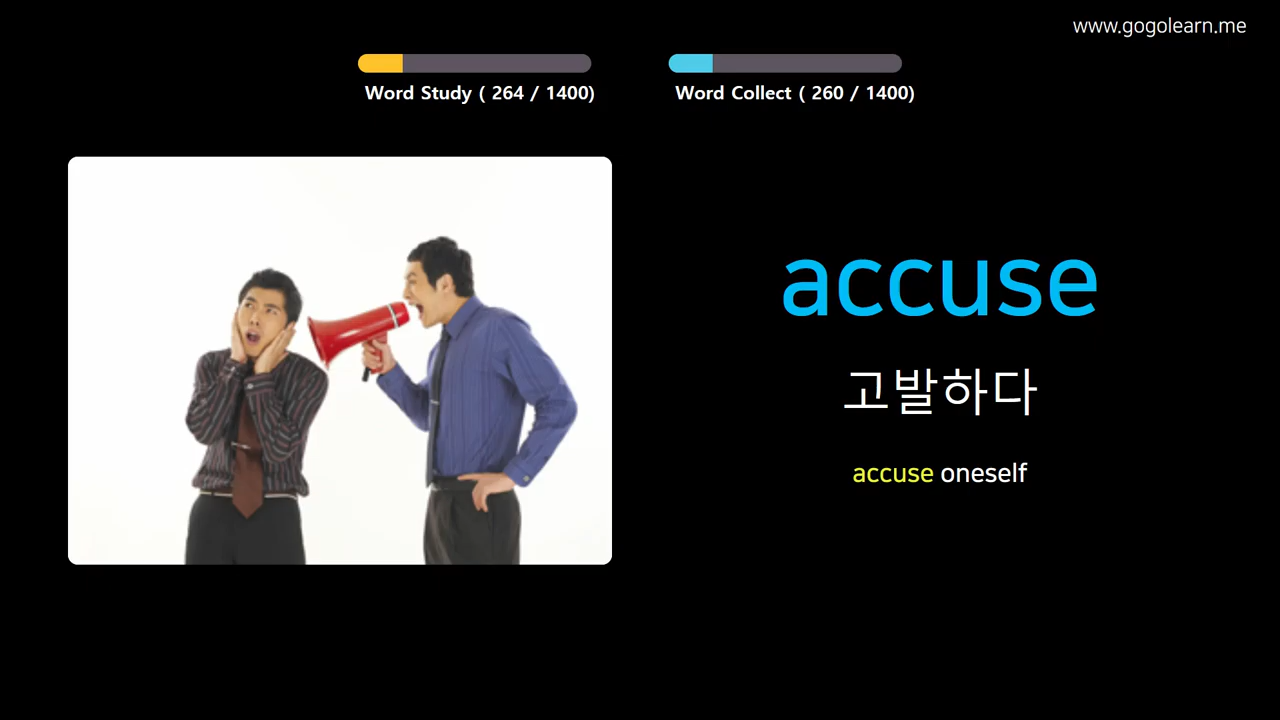 www.gogolearn.me
Word Study ( 264 / 1400)
Word Collect ( 260 / 1400)
accuse
고발하다
accuse oneself